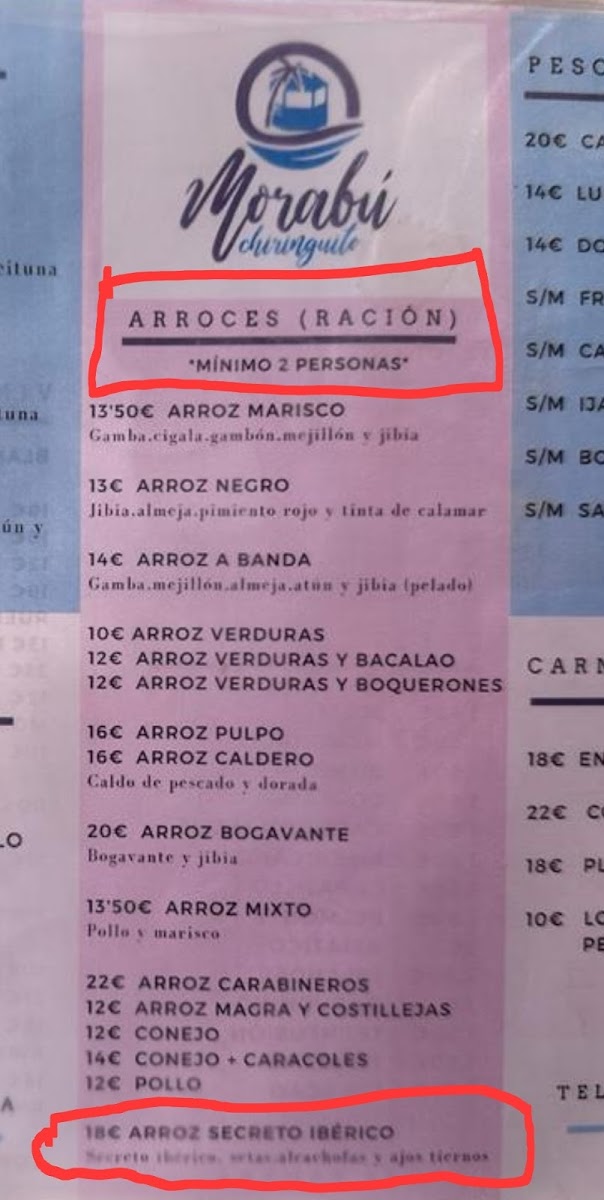 eituna
una
ún y
LO
A
Morabú
chiringuito
ARROCES (RACIÓN)
*MÍNIMO 2 PERSONAS*
13'50€ ARROZ MARISCO
Gamba,cigala,gambón,mejillón y jibia
13€ ARROZ NEGRO
Jibia,almeja,pimiento rojo y tinta de calamar
14€ ARROZ A BANDA
Gamba,mejillón,almeja,atún y jibia (pelado)
10€ ARROZ VERDURAS
12€ ARROZ VERDURAS Y BACALAO
12€ ARROZ VERDURAS Y BOQUERONES
16€ ARROZ PULPO
16€ ARROZ CALDERO
Caldo de pescado y dorada
20€ ARROZ BOGAVANTE
Bogavante y jibia
13'50€ ARROZ MIXTO
Pollo y marisco
22€ ARROZ CARABINEROS
12€ ARROZ MAGRA Y COSTILLEJAS
12€ CONEJO
14€ CONEJO + CARACOLES
12€ POLLO
18€ ARROZ SECRETO IBÉRICO
Secreto ibérico, setas,alcachofas y ajos tiernos
PESC
20€ CA
14€ LU
14€ DO
S/M FR
S/M CA
S/M IJA
S/M BO
S/M SA
CARN
18€ EN
22€ CO
18€ PL
10€ LO
PE
TEL